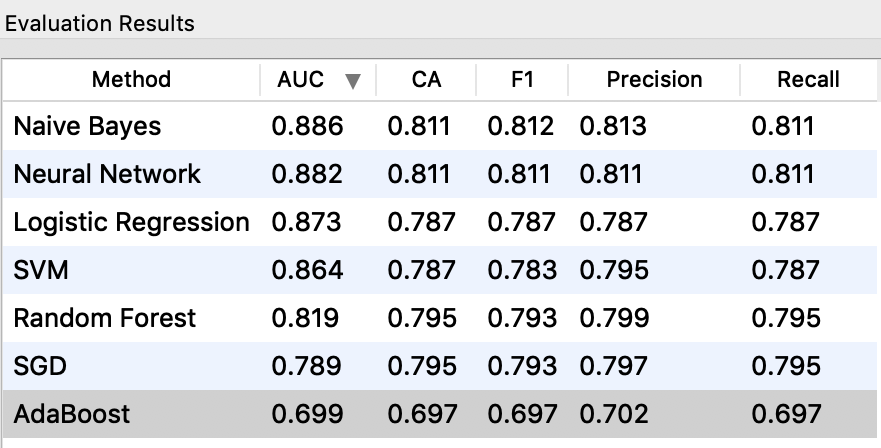 Evaluation Results
Method AUC ▼ CA F1 Precision Recall
Naive Bayes 0.886 0.811 0.812 0.813 0.811
Neural Network 0.882 0.811 0.811 0.811 0.811
Logistic Regression 0.873 0.787 0.787 0.787 0.787
SVM 0.864 0.787 0.783 0.795 0.787
Random Forest 0.819 0.795 0.793 0.799 0.795
SGD 0.789 0.795 0.793 0.797 0.795
AdaBoost 0.699 0.697 0.697 0.702 0.697